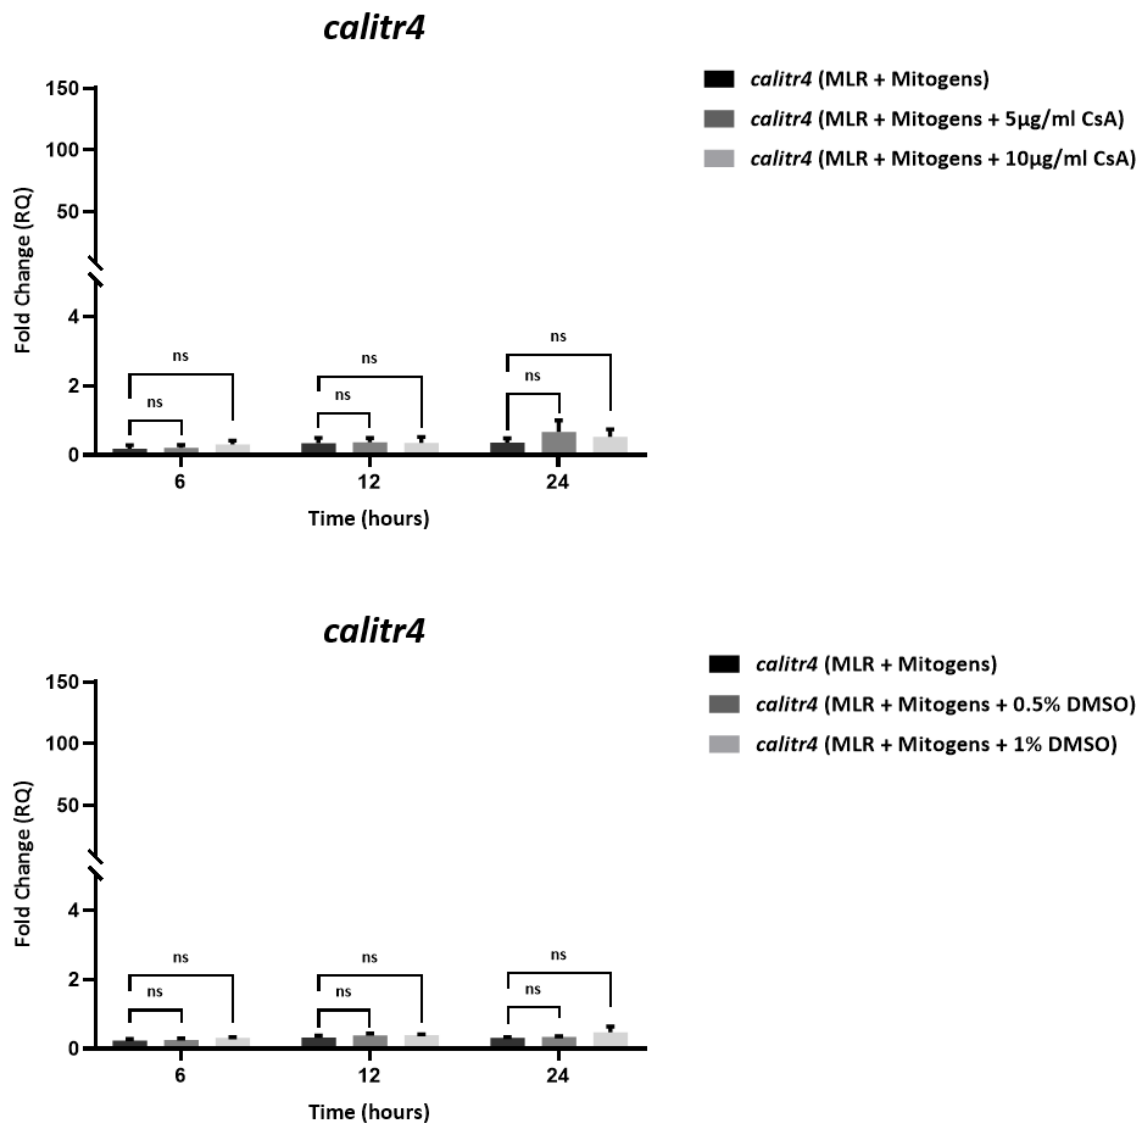 calitr4
calitr4 (MLR + Mitogens)
calitr4 (MLR + Mitogens + 5µg/ml CsA)
calitr4 (MLR + Mitogens + 10µg/ml CsA)
Fold Change (RQ)
150
100
50
4
2
0
ns
ns
ns
ns
ns
ns
6
12
24
Time (hours)
calitr4
calitr4 (MLR + Mitogens)
calitr4 (MLR + Mitogens + 0.5% DMSO)
calitr4 (MLR + Mitogens + 1% DMSO)
Fold Change (RQ)
150
100
50
4
2
0
ns
ns
ns
ns
ns
ns
6
12
24
Time (hours)